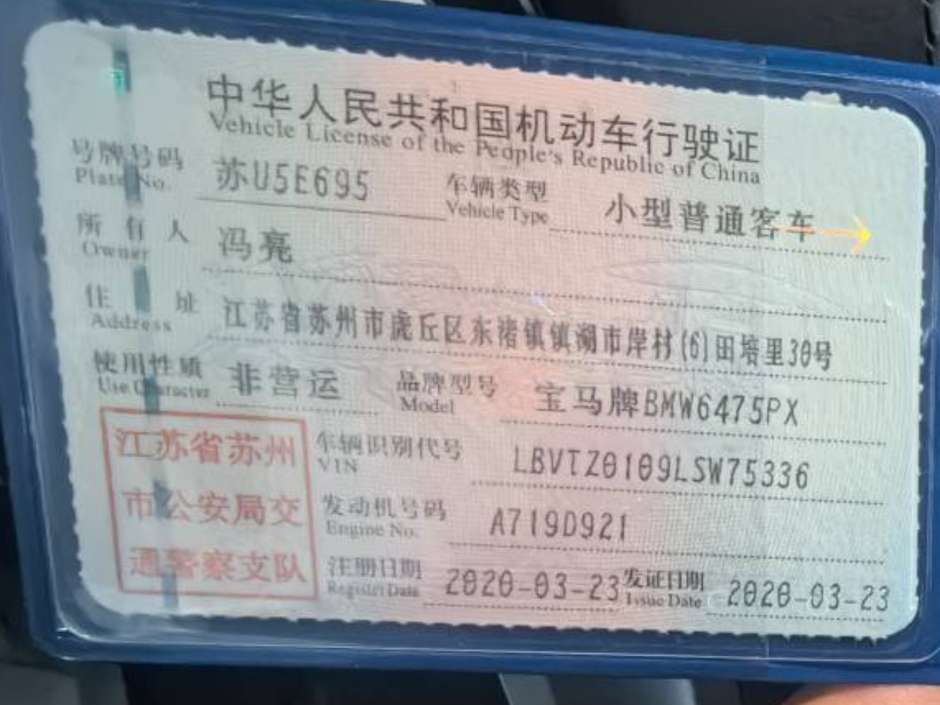 中华人民共和国机动车行驶证
Vehicle License of the People's Republic of China
号牌号码 苏U5E695 车辆类型 小型普通客车
Plate No. Vehicle Type
所有人 冯亮
Owner
住址 江苏省苏州市虎丘区东渚镇镇湖市岸村(6)田塔里30号
Address
使用性质 非营运 品牌型号 宝马牌BMW6475PX
Use Character Model
江苏省苏州 车辆识别代号 LBVTZ0109LSW75336
VIN
市公安局交 发动机号码 A719D921
Engine No.
通警察支队 注册日期 2020-03-23 发证日期 2020-03-23
Register Date Issue Date